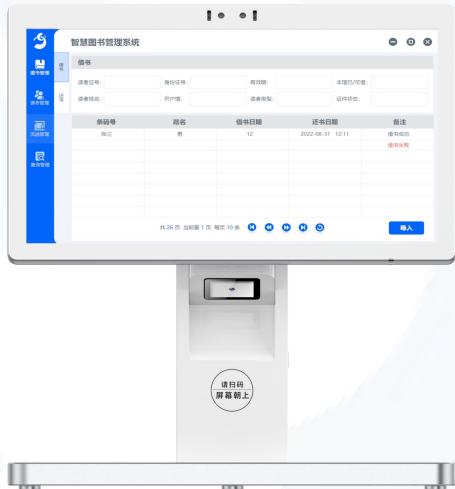 智慧图书管理系统
图书管理
读者管理
流通管理
查询管理
借书
还书
借书
读者证号:
身份证号:
有效期:
本馆已/可借:
读者姓名:
开户馆:
读者类型:
证件状态:
条码号 题名 借书日期 还书日期 备注
张三 男 12 2022-08-31 12:11 借书成功
借书失败
共 26 页 当前第 1 页 每页 10 条
导入
请扫码
屏幕朝上